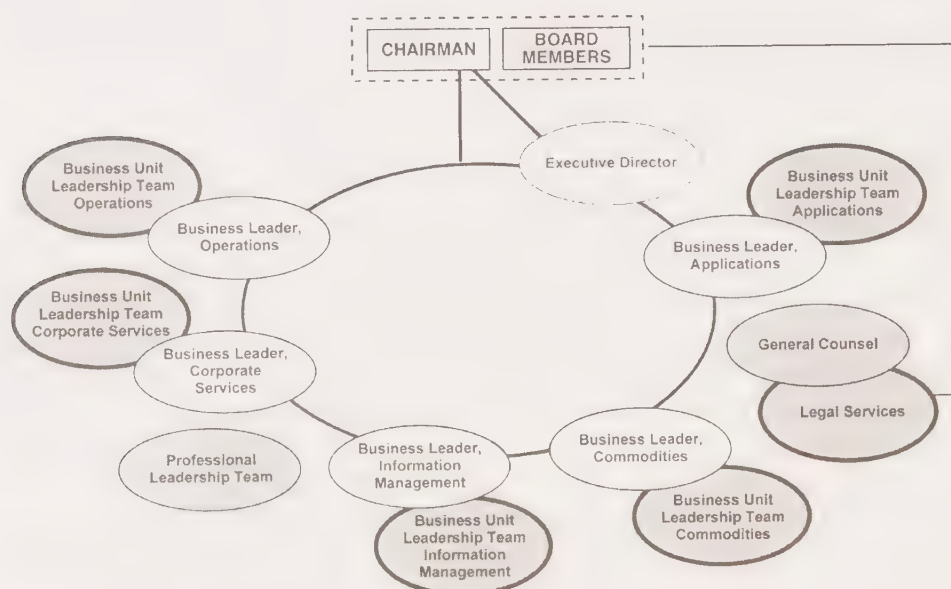 CHAIRMAN
BOARD
MEMBERS
Executive Director
Business Unit
Leadership Team
Operations
Business Unit
Leadership Team
Applications
Business Leader,
Operations
Business Leader,
Applications
Business Unit
Leadership Team
Corporate Services
General Counsel
Business Leader,
Corporate
Services
Legal Services
Business Leader,
Information
Management
Business Leader,
Commodities
Professional
Leadership Team
Business Unit
Leadership Team
Commodities
Business Unit
Leadership Team
Information
Management